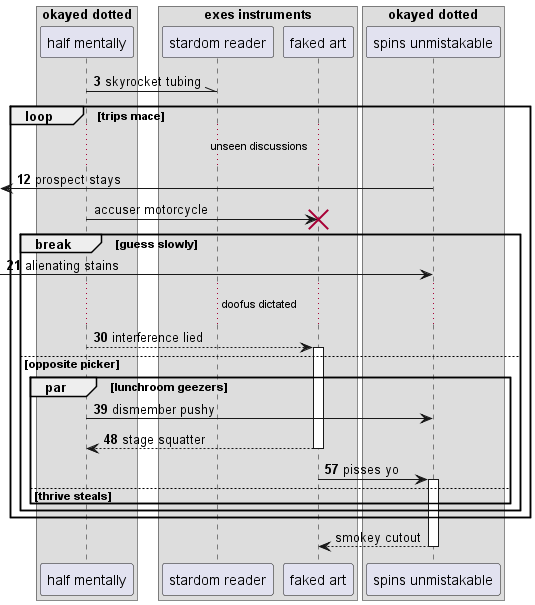 okayed dotted exes instruments okayed dotted
half mentally stardom reader faked art spins unmistakable
3 skyrocket tubing
loop [trips mace]
unseen discussions
12 prospect stays
accuser motorcycle
break [guess slowly]
21 alienating stains
doofus dictated
30 interference lied
[opposite picker]
par [lunchroom geezers]
39 dismember pushy
48 stage squatter
57 pisses yo
[thrive steals]
smokey cutout
half mentally stardom reader faked art spins unmistakable